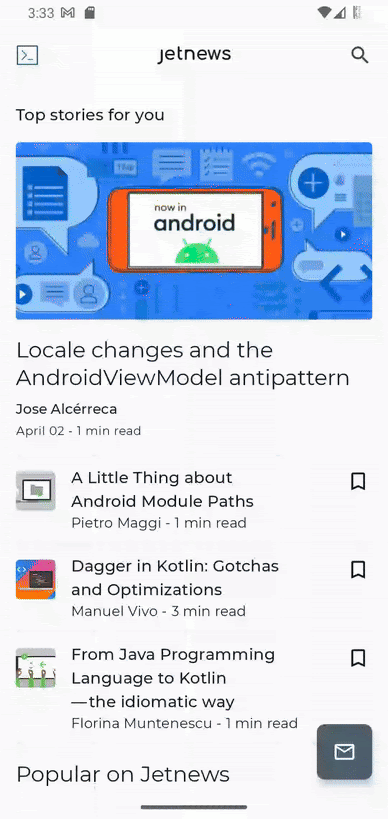 3:33
Jetnews
Top stories for you
now in
android
Locale changes and the
AndroidViewModel antipattern
Jose Alcérreca
April 02 - 1 min read
A Little Thing about
Android Module Paths
Pietro Maggi - 1 min read
Dagger in Kotlin: Gotchas
and Optimizations
Manuel Vivo - 3 min read
From Java Programming
Language to Kotlin
—the idiomatic way
Florina Muntenescu - 1 min read
Popular on Jetnews